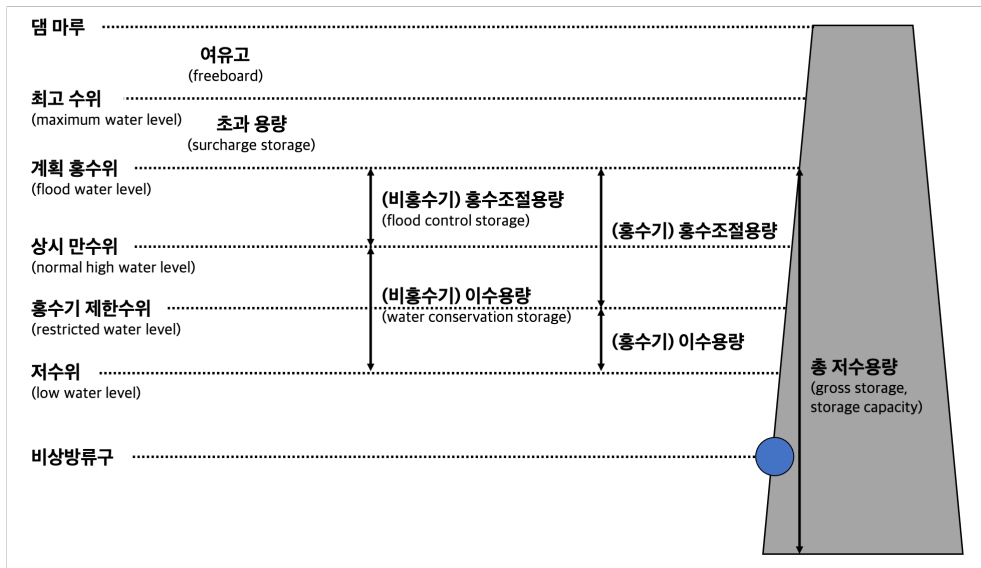 댐 마루
여유고
(freeboard)
최고 수위
(maximum water level)
초과 용량
(surcharge storage)
계획 홍수위
(flood water level)
(비홍수기) 홍수조절용량
(flood control storage)
(홍수기) 홍수조절용량
상시 만수위
(normal high water level)
(비홍수기) 이수용량
(water conservation storage)
홍수기 제한수위
(restricted water level)
(홍수기) 이수용량
저수위
(low water level)
총 저수용량
(gross storage,
storage capacity)
비상방류구